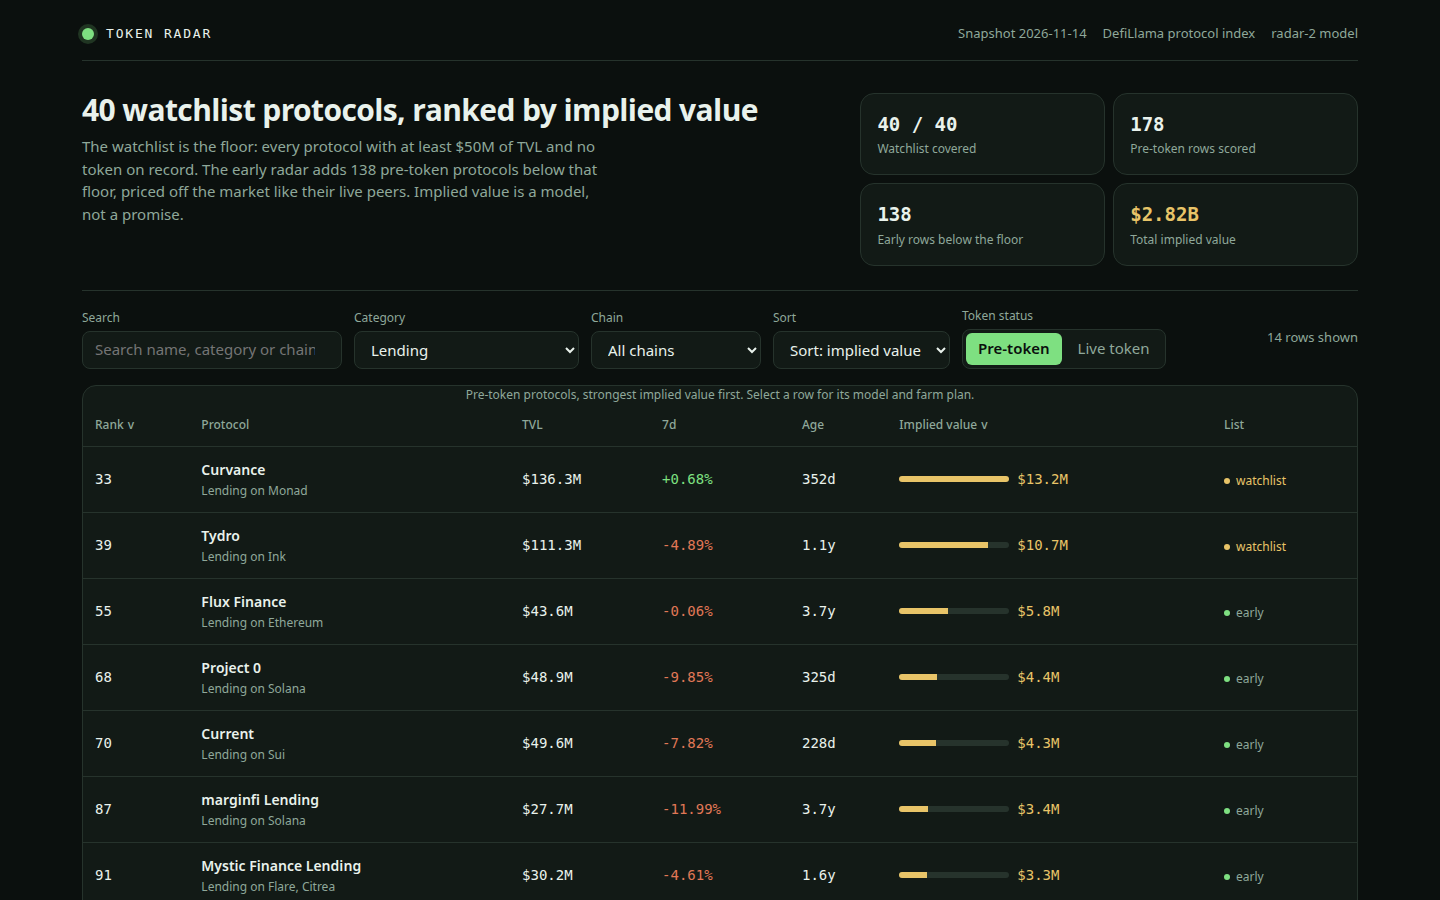 TOKEN RADAR
Snapshot 2026-11-14 DefiLlama protocol index radar-2 model
40 watchlist protocols, ranked by implied value
The watchlist is the floor: every protocol with at least $50M of TVL and no
token on record. The early radar adds 138 pre-token protocols below that
floor, priced off the market like their live peers. Implied value is a model,
not a promise.
40 / 40
Watchlist covered
178
Pre-token rows scored
138
Early rows below the floor
$2.82B
Total implied value
Search
Search name, category or chain
Category
Lending
Chain
All chains
Sort
Sort: implied value
Token status
Pre-token Live token
14 rows shown
Pre-token protocols, strongest implied value first. Select a row for its model and farm plan.
Rank v Protocol TVL 7d Age Implied value v List
33 Curvance $136.3M +0.68% 352d $13.2M watchlist
Lending on Monad
39 Tydro $111.3M -4.89% 1.1y $10.7M watchlist
Lending on Ink
55 Flux Finance $43.6M -0.06% 3.7y $5.8M early
Lending on Ethereum
68 Project 0 $48.9M -9.85% 325d $4.4M early
Lending on Solana
70 Current $49.6M -7.82% 228d $4.3M early
Lending on Sui
87 marginfi Lending $27.7M -11.99% 3.7y $3.4M early
Lending on Solana
91 Mystic Finance Lending $30.2M -4.61% 1.6y $3.3M early
Lending on Flare, Citrea